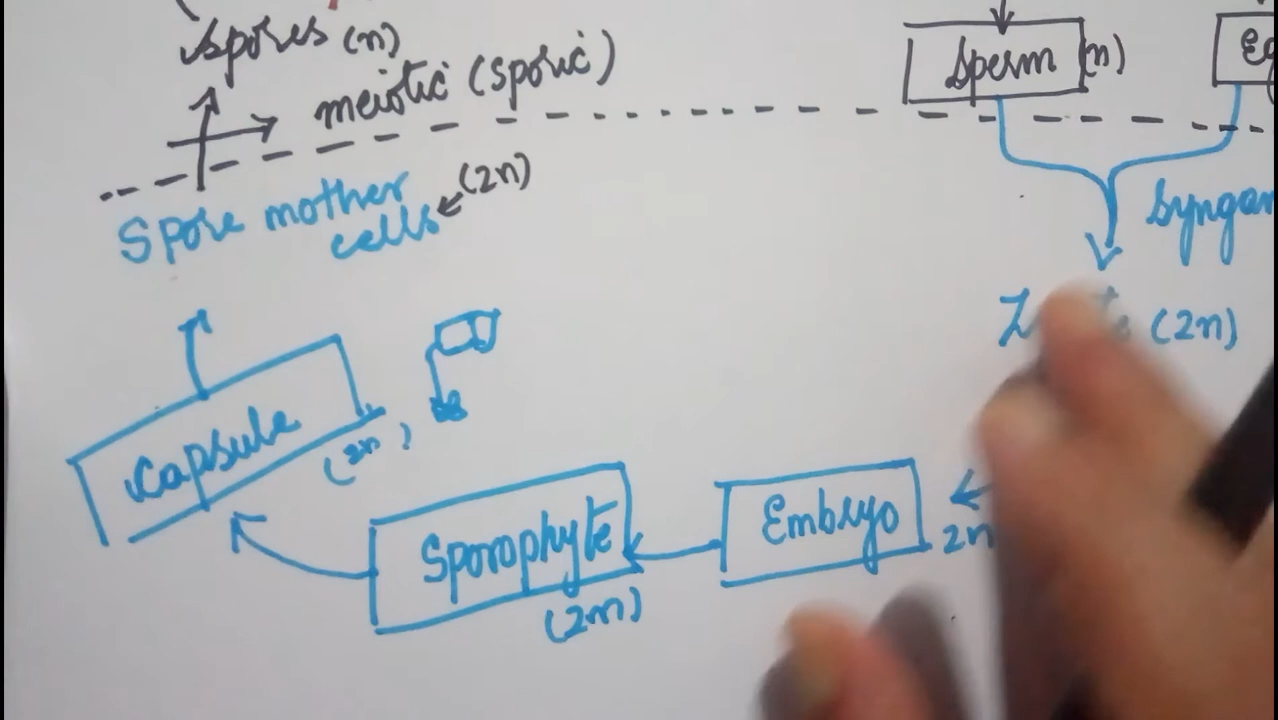 spores (n)
meiotic (sporic)
Sperm (n)
Spore mother (2n)
cells
(2n)
Capsule
(2n)
Sporophyte
(2n)
Embryo
2n